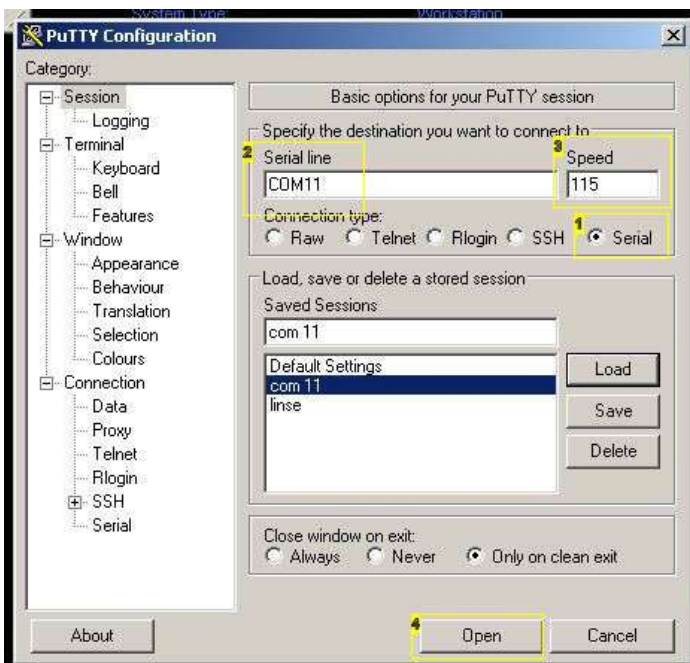 System Type: Workstation
PuTTY Configuration
Category:
Session
Logging
Terminal
Keyboard
Bell
Features
Window
Appearance
Behaviour
Translation
Selection
Colours
Connection
Data
Proxy
Telnet
Rlogin
SSH
Serial
Basic options for your PuTTY session
Specify the destination you want to connect to
2 Serial line 3 Speed
COM11 115
Connection type: 1
Raw Telnet Rlogin SSH Serial
Load, save or delete a stored session
Saved Sessions
com 11
Default Settings
com 11
linse
Load
Save
Delete
Close window on exit:
Always Never Only on clean exit
About 4 Open Cancel